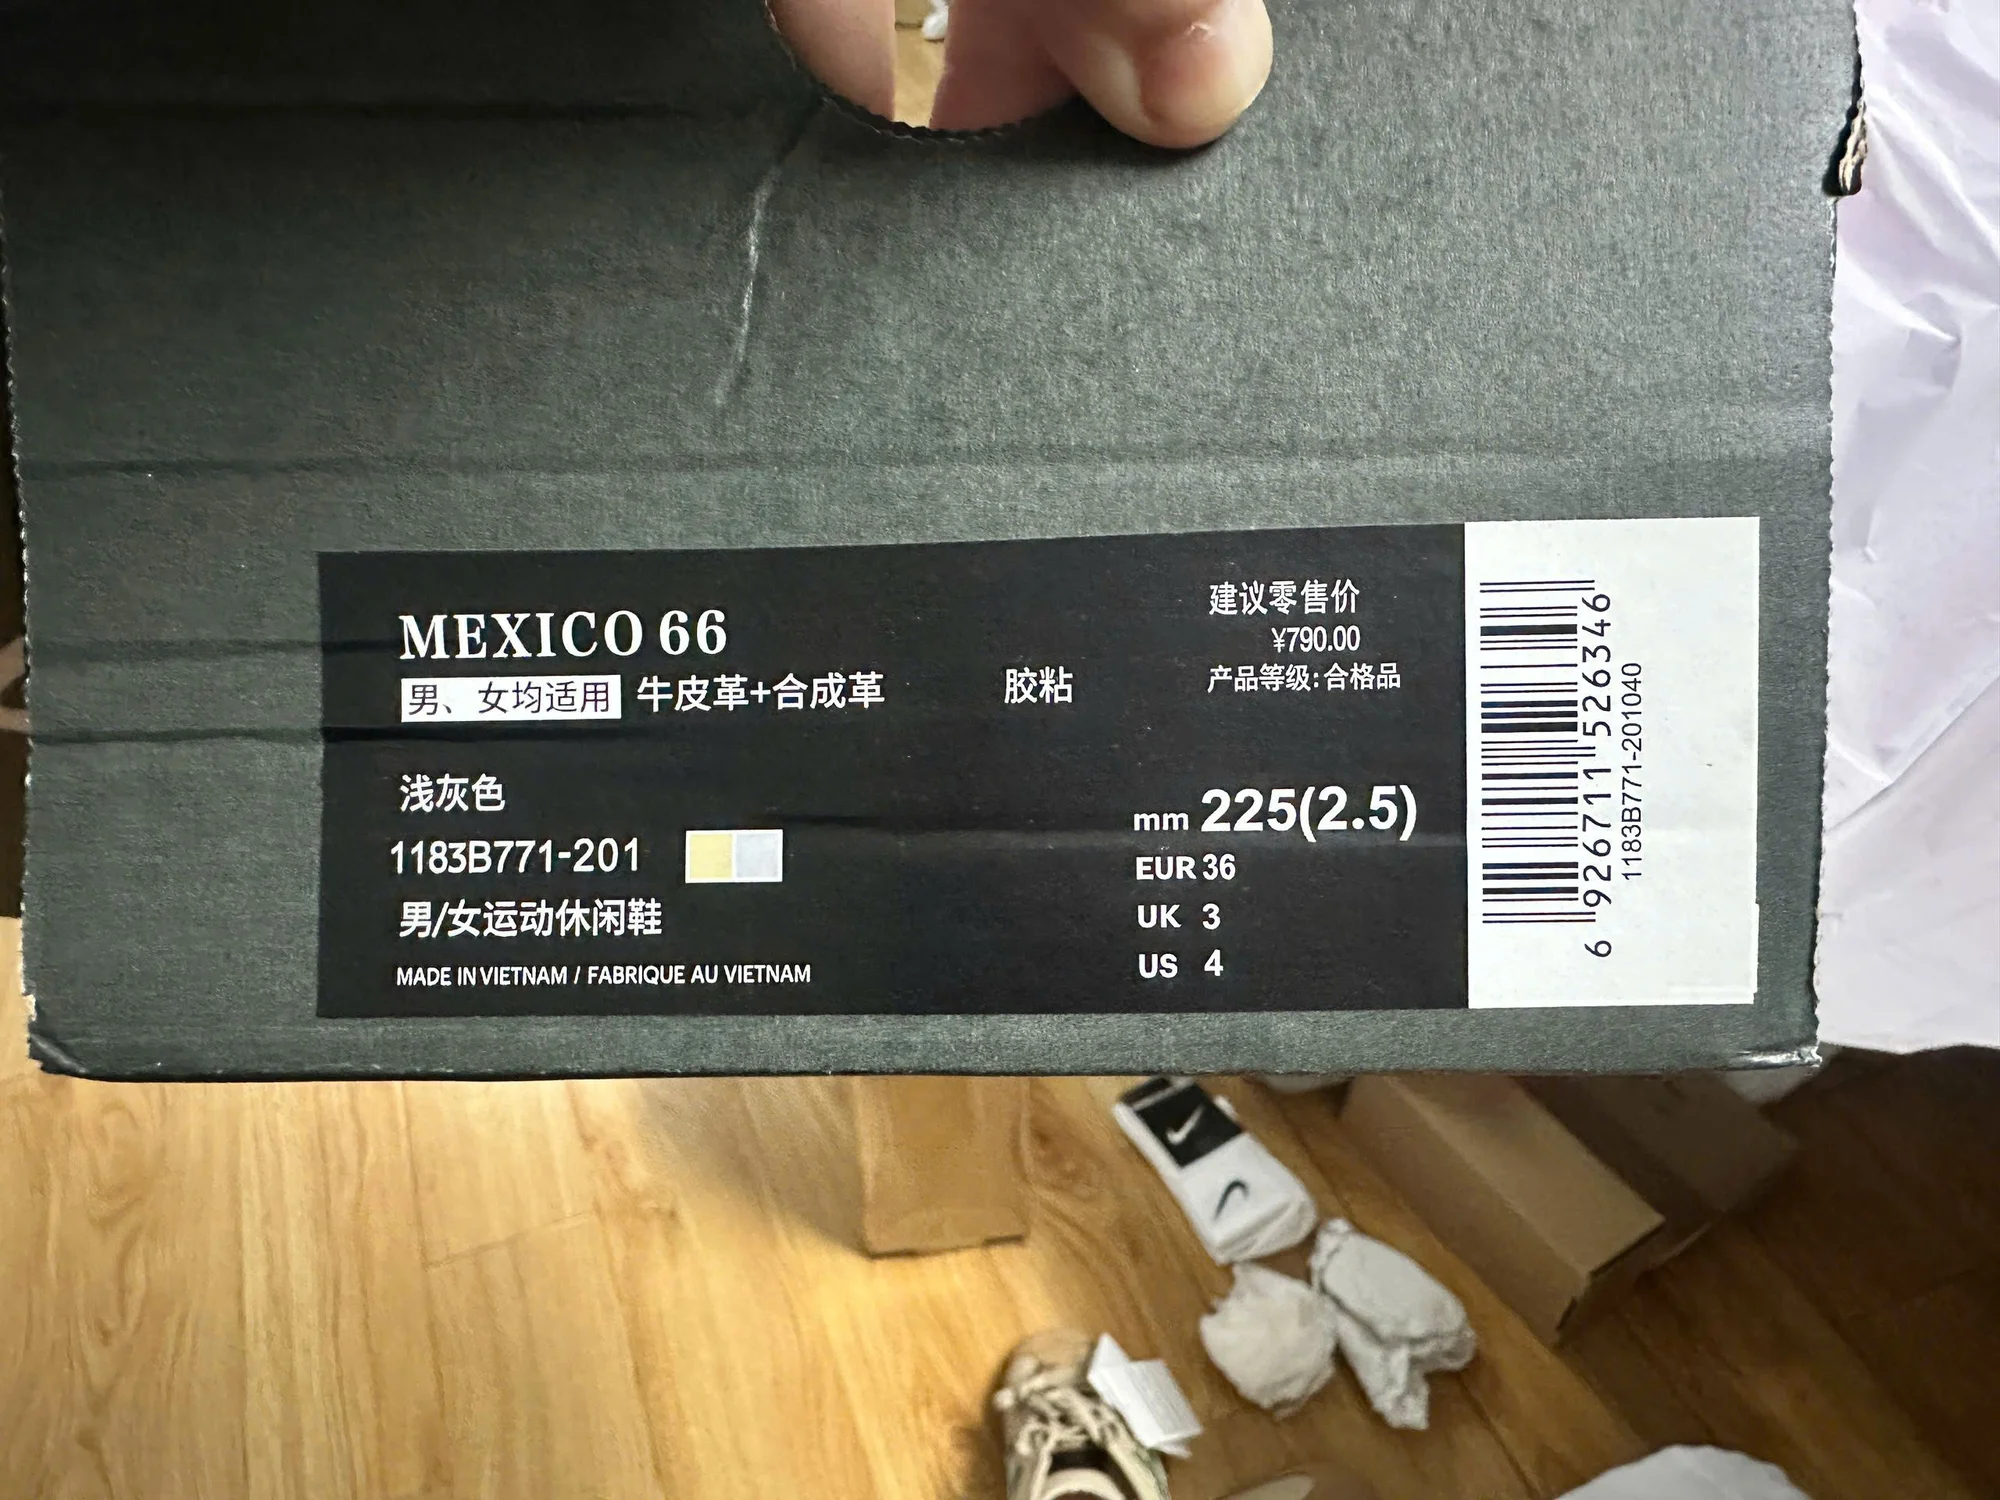 MEXICO 66
男、女均适用 牛皮革+合成革 胶粘
建议零售价
¥790.00
产品等级:合格品
浅灰色
1183B771-201
男/女运动休闲鞋
MADE IN VIETNAM / FABRIQUE AU VIETNAM
mm 225(2.5)
EUR 36
UK 3
US 4
6 926711 526346
1183B771-201040